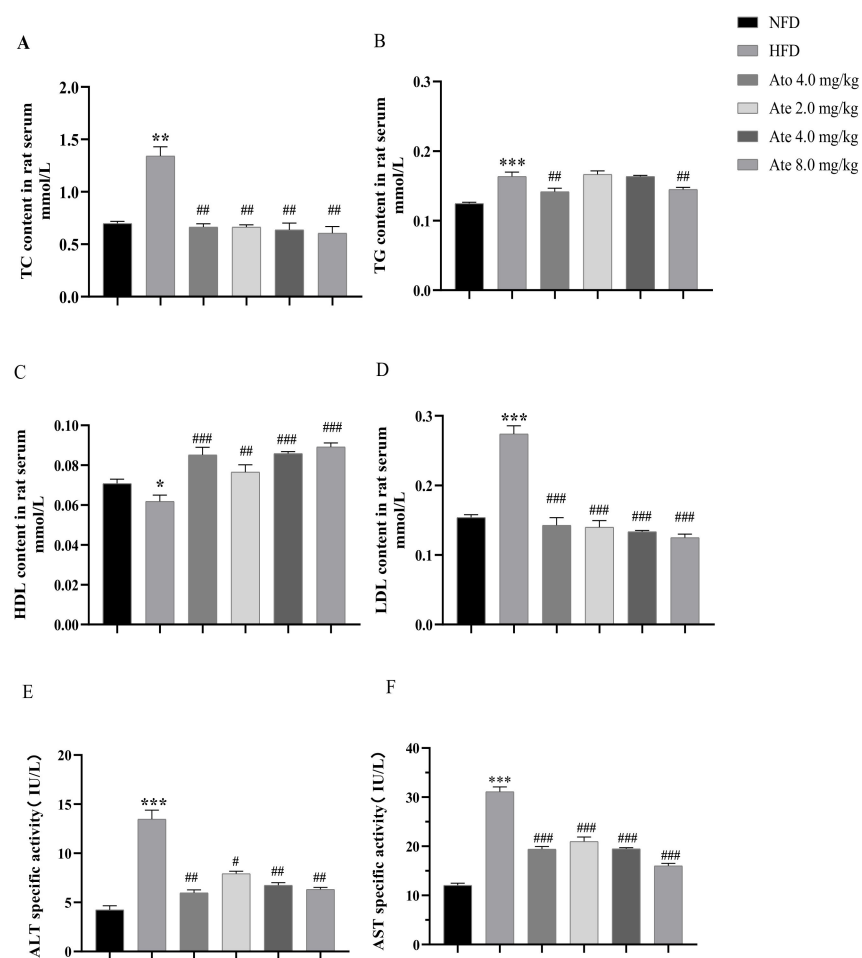 NFD
HFD
Ato 4.0 mg/kg
Ate 2.0 mg/kg
Ate 4.0 mg/kg
Ate 8.0 mg/kg
A
TC content in rat serum
mmol/L
2.0
1.5
1.0
0.5
0.0
**
##
##
##
##
B
TG content in rat serum
mmol/L
0.3
0.2
0.1
0.0
***
##
##
C
HDL content in rat serum
mmol/L
0.10
0.08
0.06
0.04
0.02
0.00
*
###
##
###
###
D
LDL content in rat serum
mmol/L
0.3
0.2
0.1
0.0
***
###
###
###
###
E
ALT specific activity( IU/L)
20
15
10
5
0
***
##
#
##
##
F
AST specific activity( IU/L)
40
30
20
10
0
***
###
###
###
###